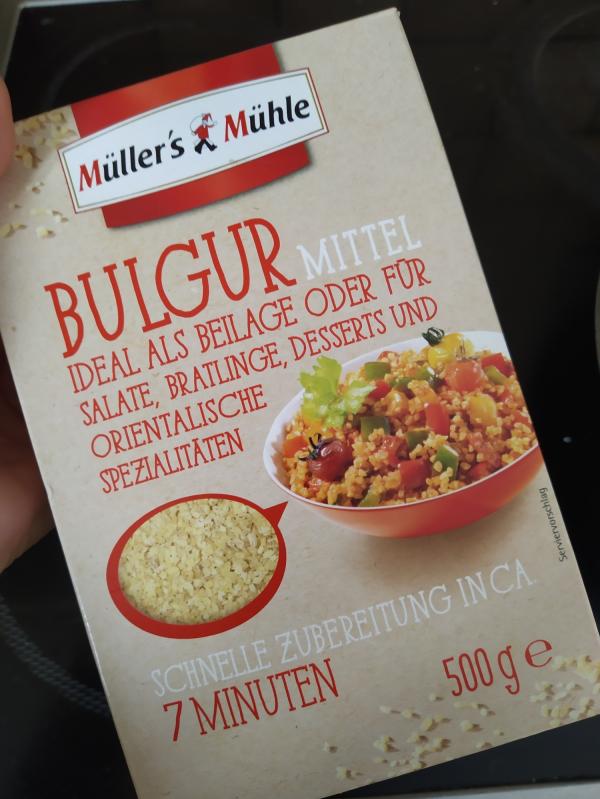 Müller's Mühle
BULGUR MITTEL
IDEAL ALS BEILAGE ODER FÜR
SALATE, BRATLINGE, DESSERTS UND
ORIENTALISCHE
SPEZIALITÄTEN
Serviervorschlag
SCHNELLE ZUBEREITUNG IN CA.
7 MINUTEN
500 g e